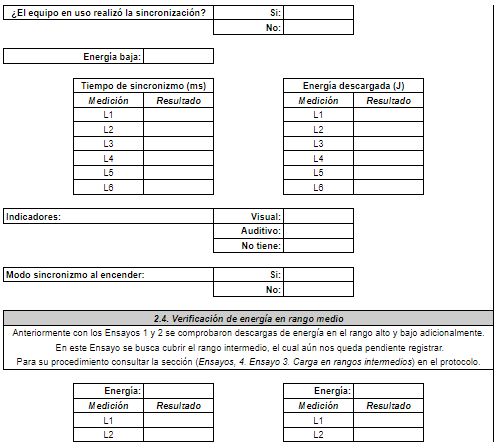 ¿El equipo en uso realizó la sincronización? Si:
No:
Energía baja:
Tiempo de sincronizmo (ms) Energía descargada (J)
Medición Resultado Medición Resultado
L1 L1
L2 L2
L3 L3
L4 L4
L5 L5
L6 L6
Indicadores: Visual:
Auditivo:
No tiene:
Modo sincronizmo al encender: Si:
No:
2.4. Verificación de energía en rango medio
Anteriormente con los Ensayos 1 y 2 se comprobaron descargas de energía en el rango alto y bajo adicionalmente.
En este Ensayo se busca cubrir el rango intermedio, el cual aún nos queda pendiente registrar.
Para su procedimiento consultar la sección (Ensayos, 4. Ensayo 3. Carga en rangos intermedios) en el protocolo.
Energía: Energía:
Medición Resultado Medición Resultado
L1 L1
L2 L2